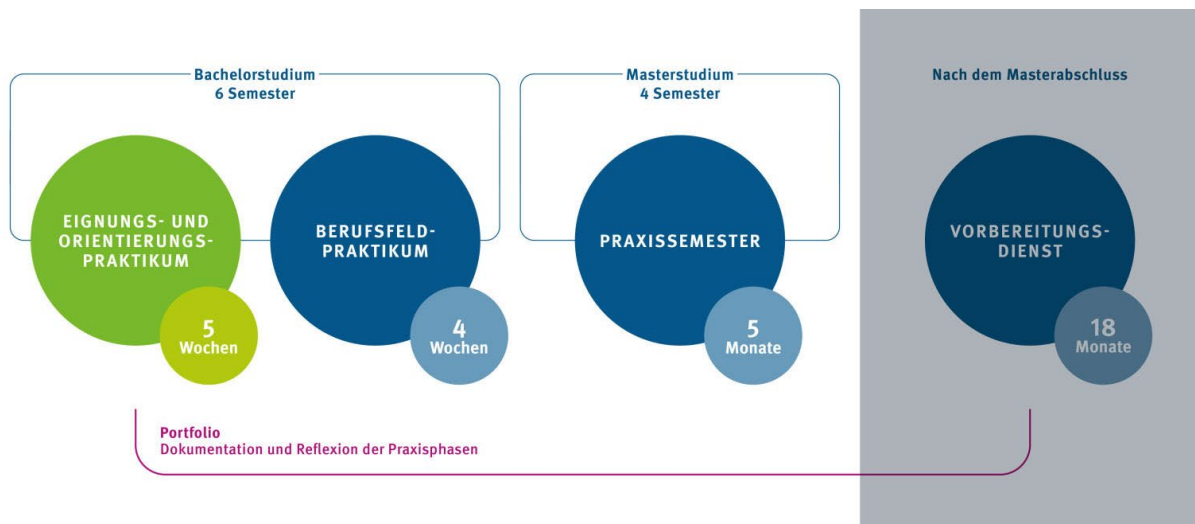 Bachelorstudium
6 Semester
Masterstudium
4 Semester
Nach dem Masterabschluss
EIGNUNGS- UND
ORIENTIERUNGS-
PRAKTIKUM
5
Wochen
BERUFSFELD-
PRAKTIKUM
4
Wochen
PRAXISSEMESTER
5
Monate
VORBEREITUNGS-
DIENST
18
Monate
Portfolio
Dokumentation und Reflexion der Praxisphasen